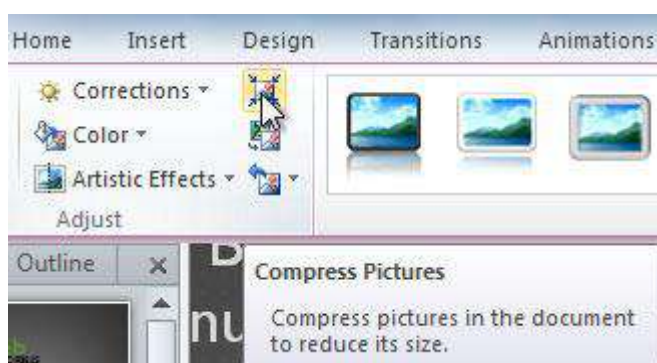 Home Insert Design Transitions Animations
Corrections
Color
Artistic Effects
Adjust
Outline
Compress Pictures
Compress pictures in the document
to reduce its size.
nu